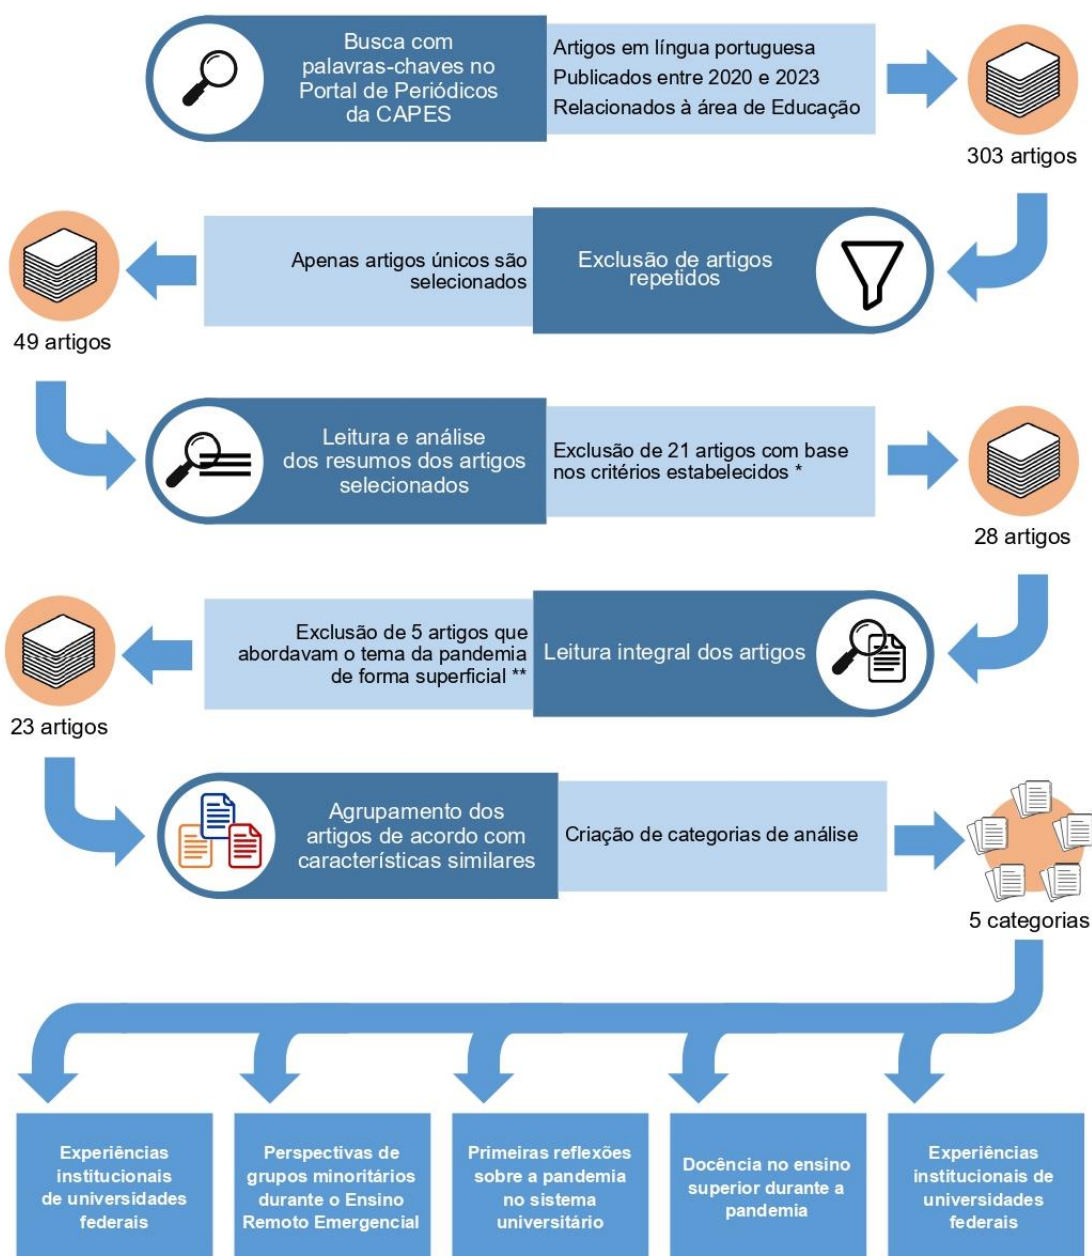 Busca com
palavras-chaves no
Portal de Periódicos
da CAPES
Artigos em língua portuguesa
Publicados entre 2020 e 2023
Relacionados à área de Educação
303 artigos
Apenas artigos únicos são
selecionados
Exclusão de artigos
repetidos
49 artigos
Leitura e análise
dos resumos dos artigos
selecionados
Exclusão de 21 artigos com base
nos critérios estabelecidos *
28 artigos
Exclusão de 5 artigos que
abordavam o tema da pandemia
de forma superficial **
Leitura integral dos artigos
23 artigos
Agrupamento dos
artigos de acordo com
características similares
Criação de categorias de análise
5 categorias
Experiências
institucionais
de universidades
federais
Perspectivas de
grupos minoritários
durante o Ensino
Remoto Emergencial
Primeiras reflexões
sobre a pandemia
no sistema
universitário
Docência no ensino
superior durante a
pandemia
Experiências
institucionais de
universidades
federais